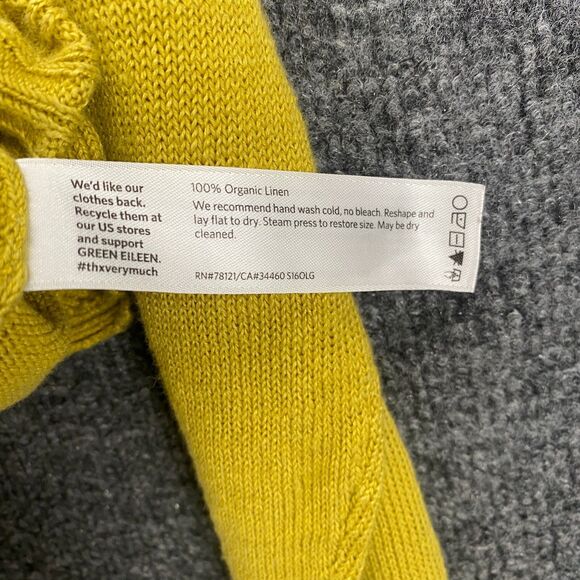 We'd like our
clothes back.
Recycle them at
our US stores
and support
GREEN EILEEN.
#thxverymuch
100% Organic Linen
We recommend hand wash cold, no bleach. Reshape and
lay flat to dry. Steam press to restore size. May be dry
cleaned.
RN#78121/CA#34460 S16OLG